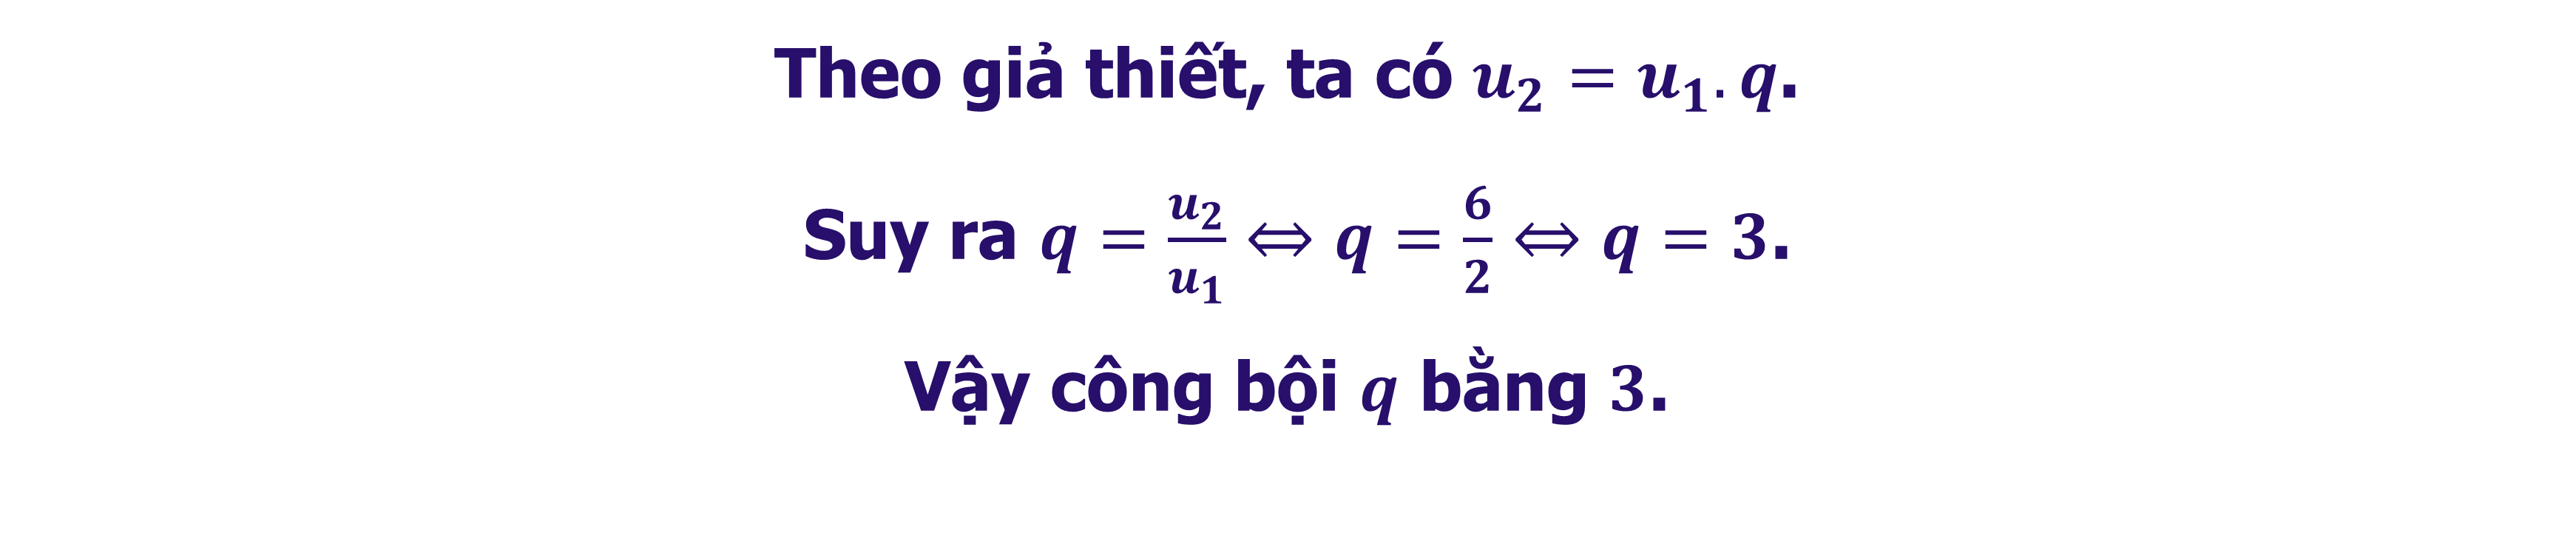 Theo giả thiết, ta có u₂ = u₁. q.
Suy ra q = u₂/u₁ ⇔ q = 6/2 ⇔ q = 3.
Vậy công bội q bằng 3.